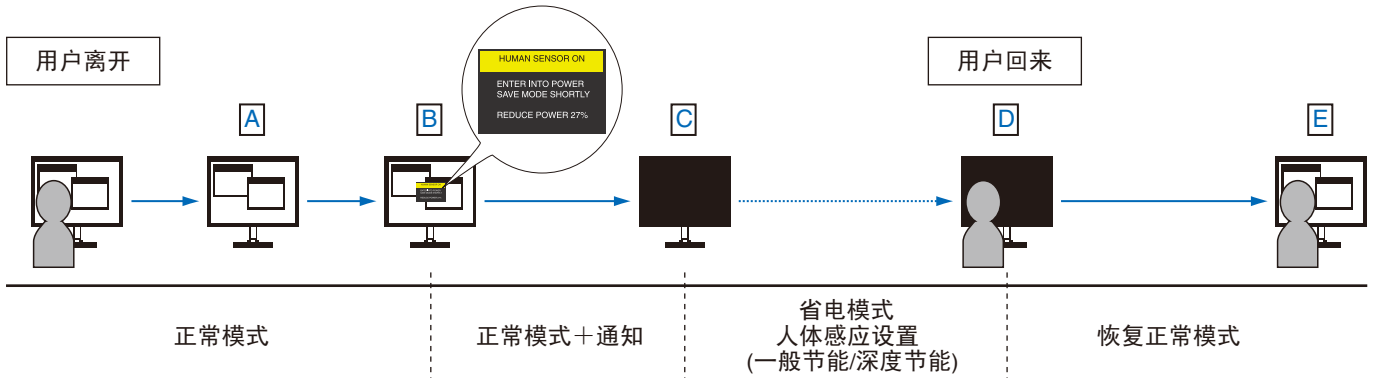 用户离开
HUMAN SENSOR ON
ENTER INTO POWER
SAVE MODE SHORTLY
REDUCE POWER 27%
用户回来
A
B
C
D
E
正常模式
正常模式＋通知
省电模式
人体感应设置
(一般节能/深度节能)
恢复正常模式